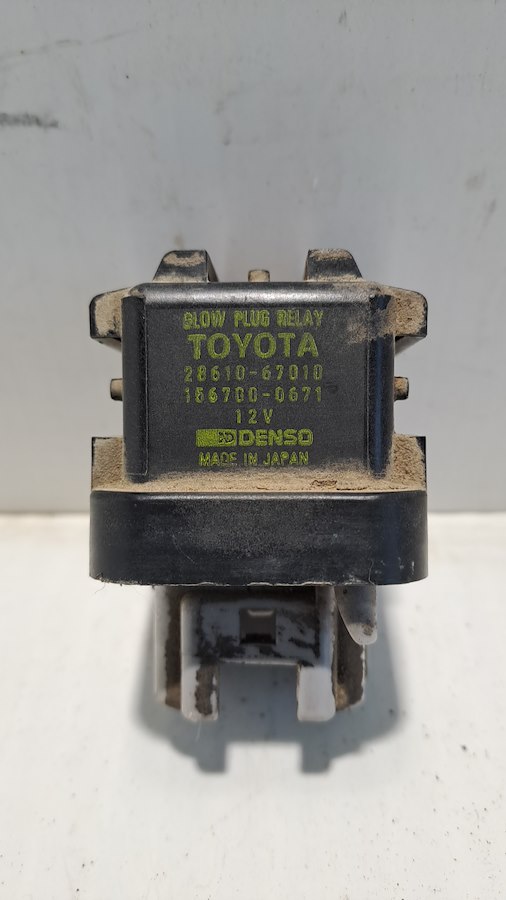 GLOW PLUG RELAY
TOYOTA
28610-67010
156700-0671
12V
DENSO
MADE IN JAPAN